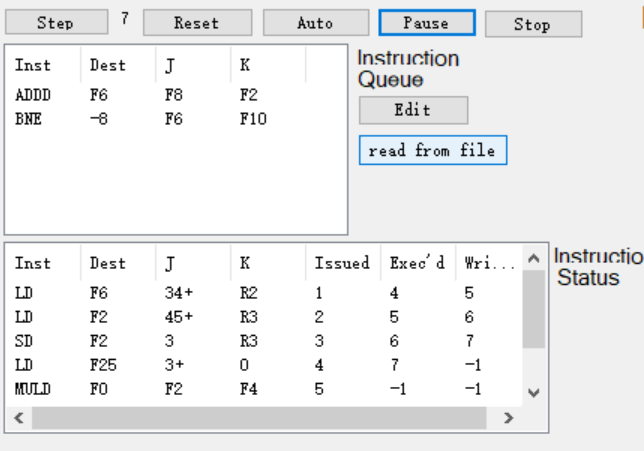 Step 7 Reset Auto Pause Stop
Inst Dest J K
ADDD F6 F8 F2
BNE -8 F6 F10
Instruction
Queue
Edit
read from file
Inst Dest J K Issued Exec'd Wri...
LD F6 34+ R2 1 4 5
LD F2 45+ R3 2 5 6
SD F2 3 R3 3 6 7
LD F25 3+ 0 4 7 -1
MULD F0 F2 F4 5 -1 -1
Instructio
Status